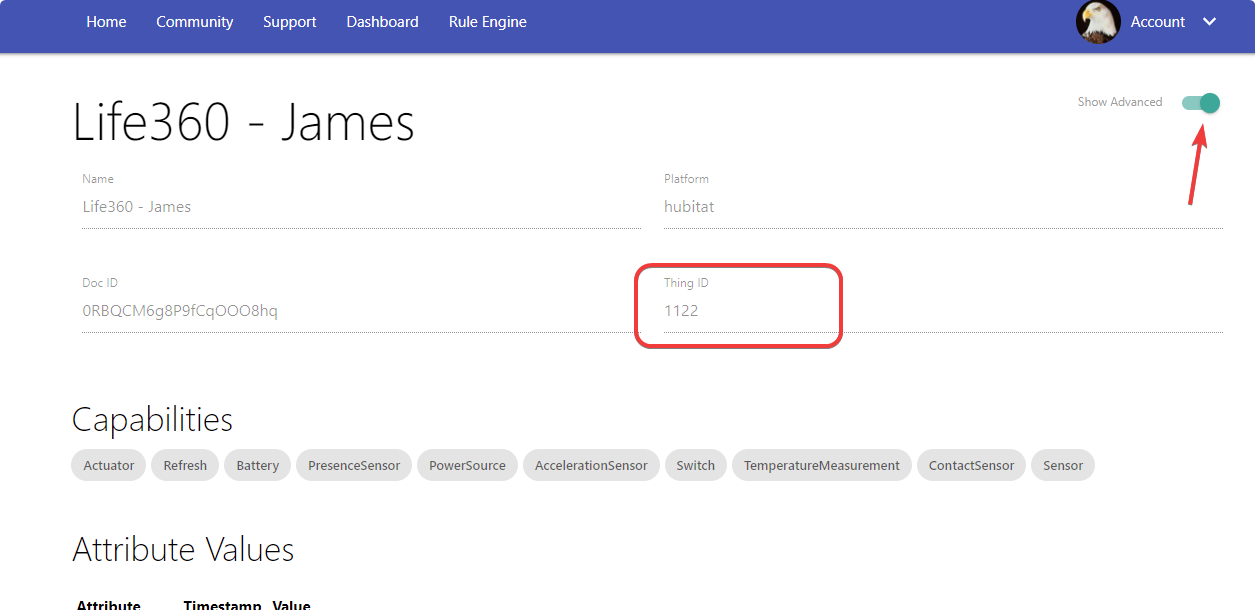 Home Community Support Dashboard Rule Engine Account
Show Advanced
Life360 - James
Name Platform
Life360 - James hubitat
Doc ID Thing ID
0RBQCM6g8P9fCqOOO8hq 1122
Capabilities
Actuator Refresh Battery PresenceSensor PowerSource AccelerationSensor Switch TemperatureMeasurement ContactSensor Sensor
Attribute Values
Attribute Timestamp Value